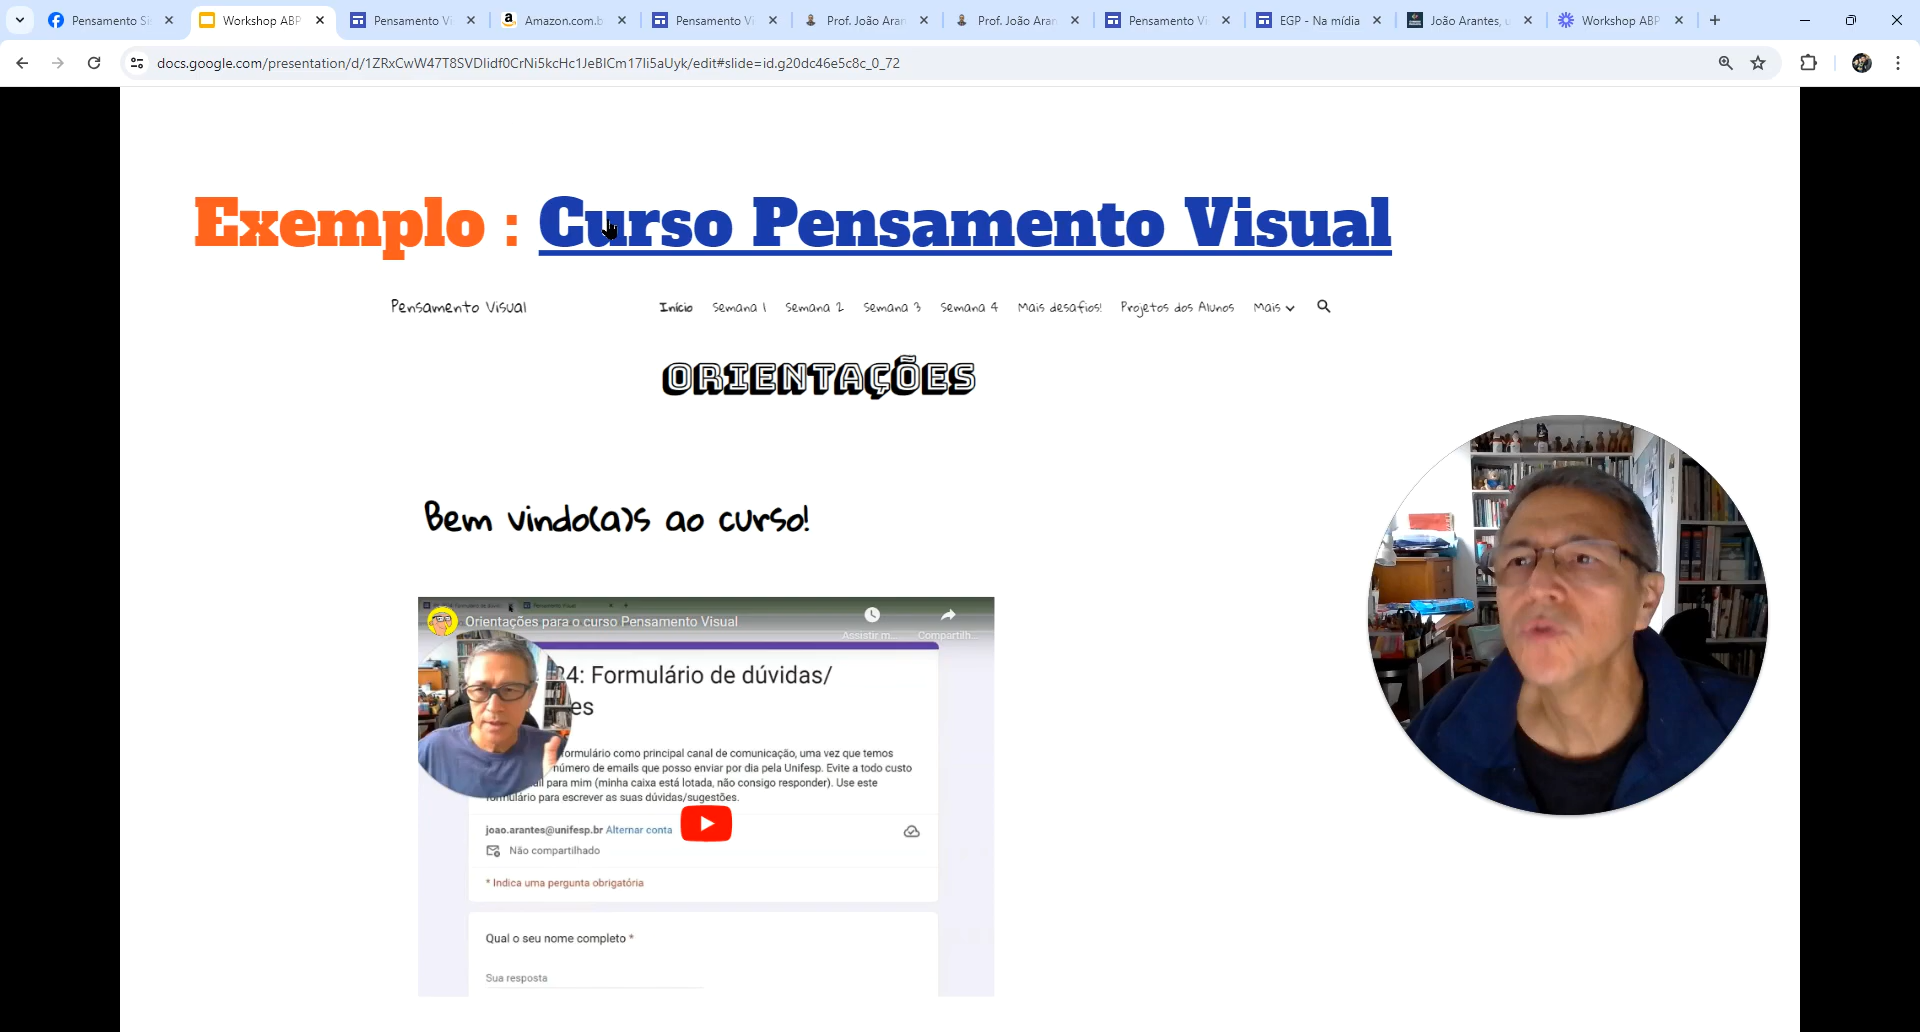 Pensamento Si
Workshop ABP
Pensamento Vi
Amazon.com.b
Pensamento Vi
Prof. João Aran
Prof. João Aran
Pensamento Vi
EGP - Na mídia
João Arantes, u
Workshop ABP
docs.google.com/presentation/d/1ZRxCwW47T8SVDlidf0CrNi5kcHc1JeBlCm17Ii5aUyk/edit#slide=id.g20dc46e5c8c_0_72
Exemplo : Curso Pensamento Visual
Pensamento Visual
Início Semana 1 Semana 2 Semana 3 Semana 4 Mais desafios! Projetos dos Alunos Mais
ORIENTAÇÕES
Bem vindo(a)s ao curso!
Orientações para o curso Pensamento Visual
Assistir m...
Compartilh...
24: Formulário de dúvidas/
es
formulário como principal canal de comunicação, uma vez que temos
número de emails que posso enviar por dia pela Unifesp. Evite a todo custo
ail para mim (minha caixa está lotada, não consigo responder). Use este
formulário para escrever as suas dúvidas/sugestões.
joao.arantes@unifesp.br Alternar conta
Não compartilhado
* Indica uma pergunta obrigatória
Qual o seu nome completo *
Sua resposta